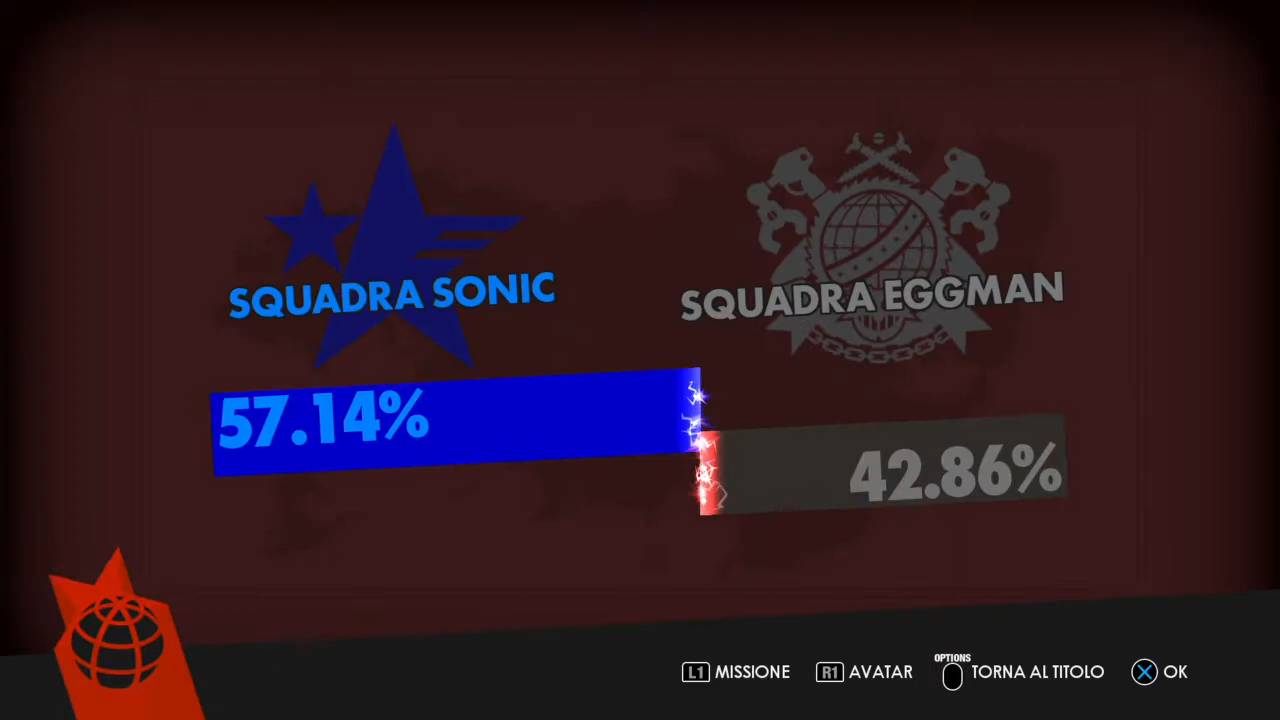 SQUADRA SONIC
SQUADRA EGGMAN
57.14%
42.86%
L1 MISSIONE
R1 AVATAR
OPTIONS
TORNA AL TITOLO
OK